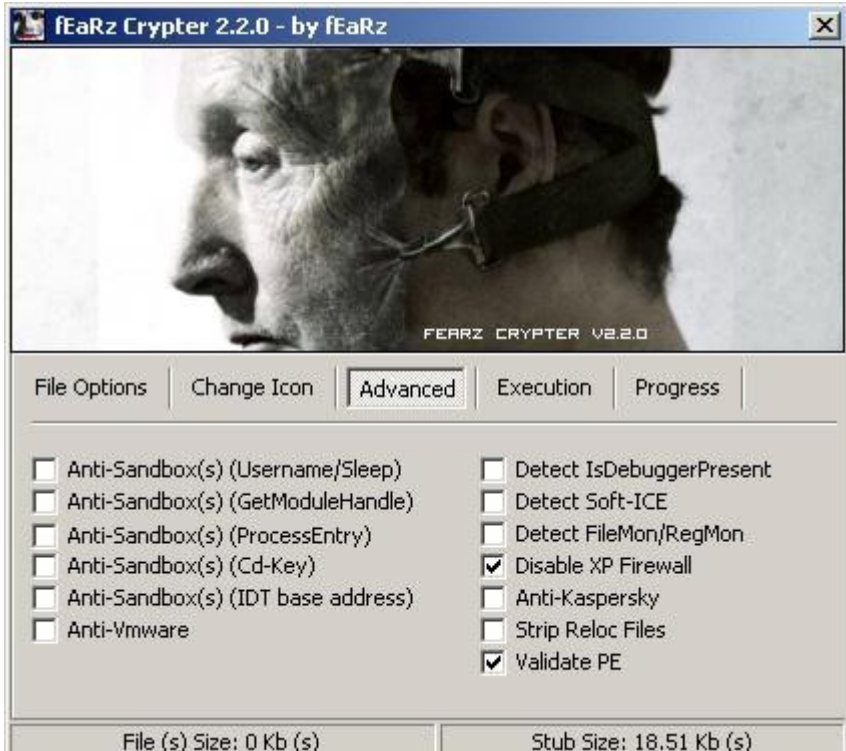 fEaRz Crypter 2.2.0 - by fEaRz
FEARZ CRYPTER V2.2.0
File Options
Change Icon
Advanced
Execution
Progress
Anti-Sandbox(s) (Username/Sleep)
Anti-Sandbox(s) (GetModuleHandle)
Anti-Sandbox(s) (ProcessEntry)
Anti-Sandbox(s) (Cd-Key)
Anti-Sandbox(s) (IDT base address)
Anti-Vmware
Detect IsDebuggerPresent
Detect Soft-ICE
Detect FileMon/RegMon
Disable XP Firewall
Anti-Kaspersky
Strip Reloc Files
Validate PE
File (s) Size: 0 Kb (s)
Stub Size: 18.51 Kb (s)